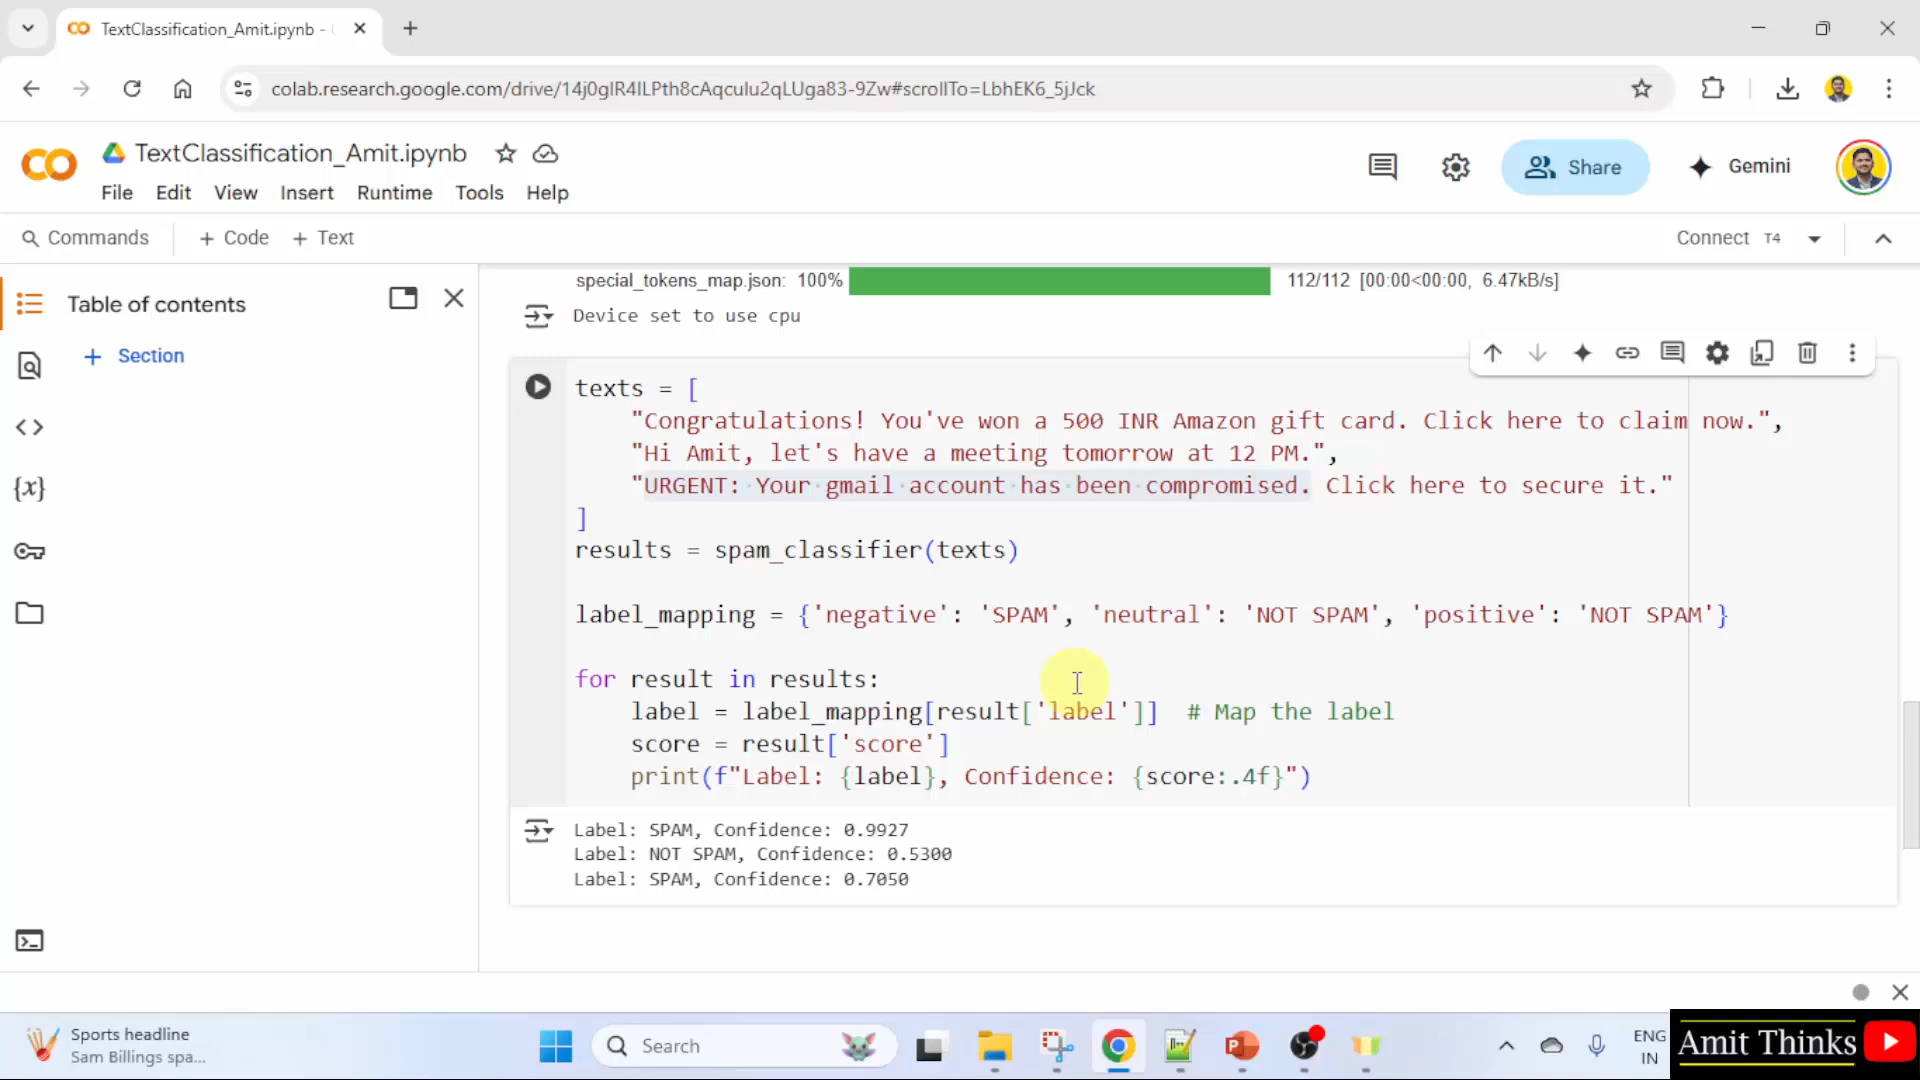 TextClassification_Amit.ipynb -
colab.research.google.com/drive/14j0glR4lLPth8cAqculu2qLUga83-9Zw#scrollTo=LbhEK6_5jJck
TextClassification_Amit.ipynb
File Edit View Insert Runtime Tools Help
Share
Gemini
Commands + Code + Text
Connect T4
Table of contents
+ Section
special_tokens_map.json: 100% 112/112 [00:00<00:00, 6.47kB/s]
Device set to use cpu
texts = [
"Congratulations! You've won a 500 INR Amazon gift card. Click here to claim now.",
"Hi Amit, let's have a meeting tomorrow at 12 PM.",
"URGENT: Your gmail account has been compromised. Click here to secure it."
]
results = spam_classifier(texts)
label_mapping = {'negative': 'SPAM', 'neutral': 'NOT SPAM', 'positive': 'NOT SPAM'}
for result in results:
label = label_mapping[result['label']] # Map the label
score = result['score']
print(f"Label: {label}, Confidence: {score:.4f}")
Label: SPAM, Confidence: 0.9927
Label: NOT SPAM, Confidence: 0.5300
Label: SPAM, Confidence: 0.7050
{x}
Sports headline
Sam Billings spa...
Search
ENG
IN
Amit Thinks